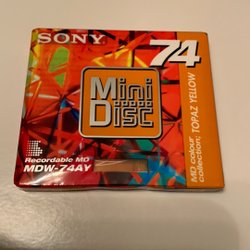 SONY
74
Mini
Disc
Recordable MD
MDW-74AY
MD colour
collection; TOPAZ YELLOW